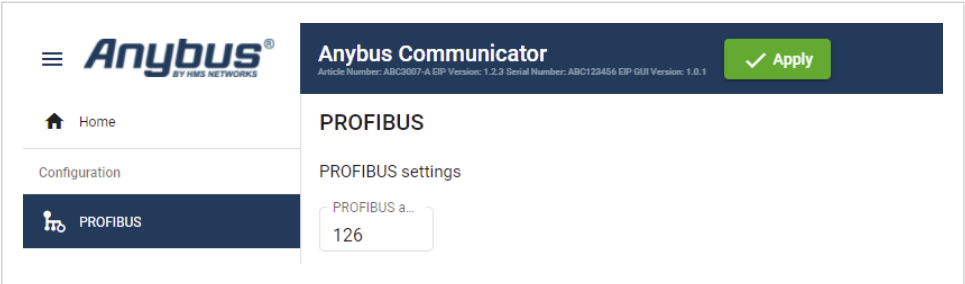 Anybus®
BY HMS NETWORKS
Anybus Communicator
Article Number: ABC3007-A EIP Version: 1.2.3 Serial Number: ABC123456 EIP GUI Version: 1.0.1
Apply
Home
Configuration
PROFIBUS
PROFIBUS
PROFIBUS settings
PROFIBUS a...
126